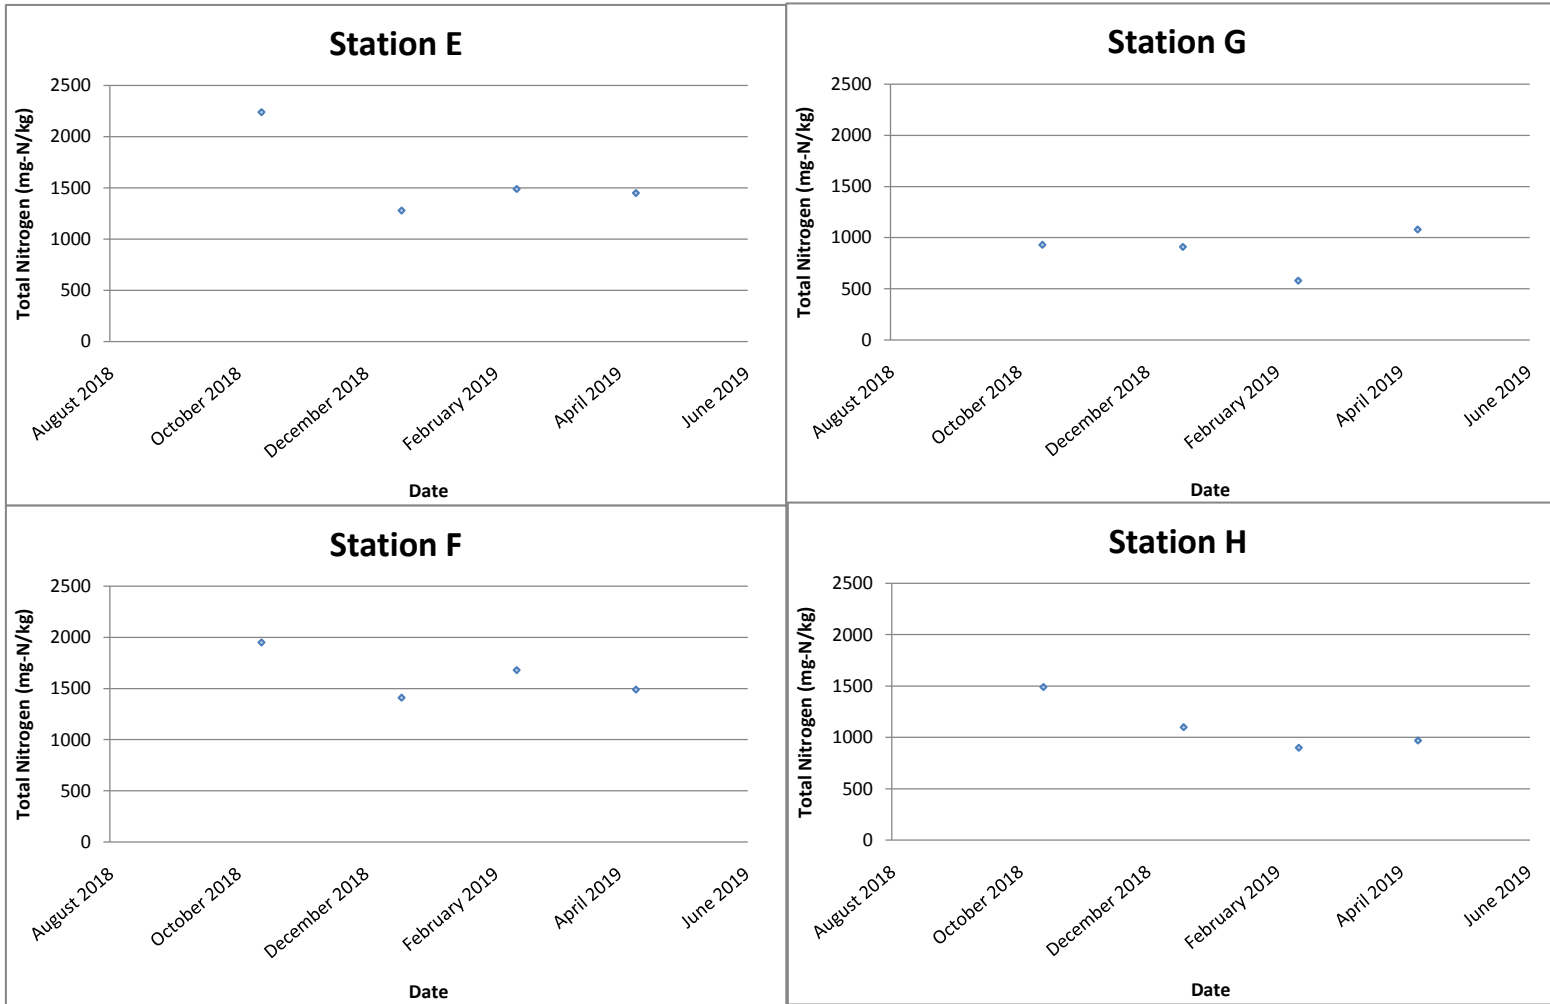 Station E
Total Nitrogen (mg-N/kg)
2500
2000
1500
1000
500
0
August 2018
October 2018
December 2018
February 2019
April 2019
June 2019
Date
Station G
Total Nitrogen (mg-N/kg)
2500
2000
1500
1000
500
0
August 2018
October 2018
December 2018
February 2019
April 2019
June 2019
Date
Station F
Total Nitrogen (mg-N/kg)
2500
2000
1500
1000
500
0
August 2018
October 2018
December 2018
February 2019
April 2019
June 2019
Date
Station H
Total Nitrogen (mg-N/kg)
2500
2000
1500
1000
500
0
August 2018
October 2018
December 2018
February 2019
April 2019
June 2019
Date